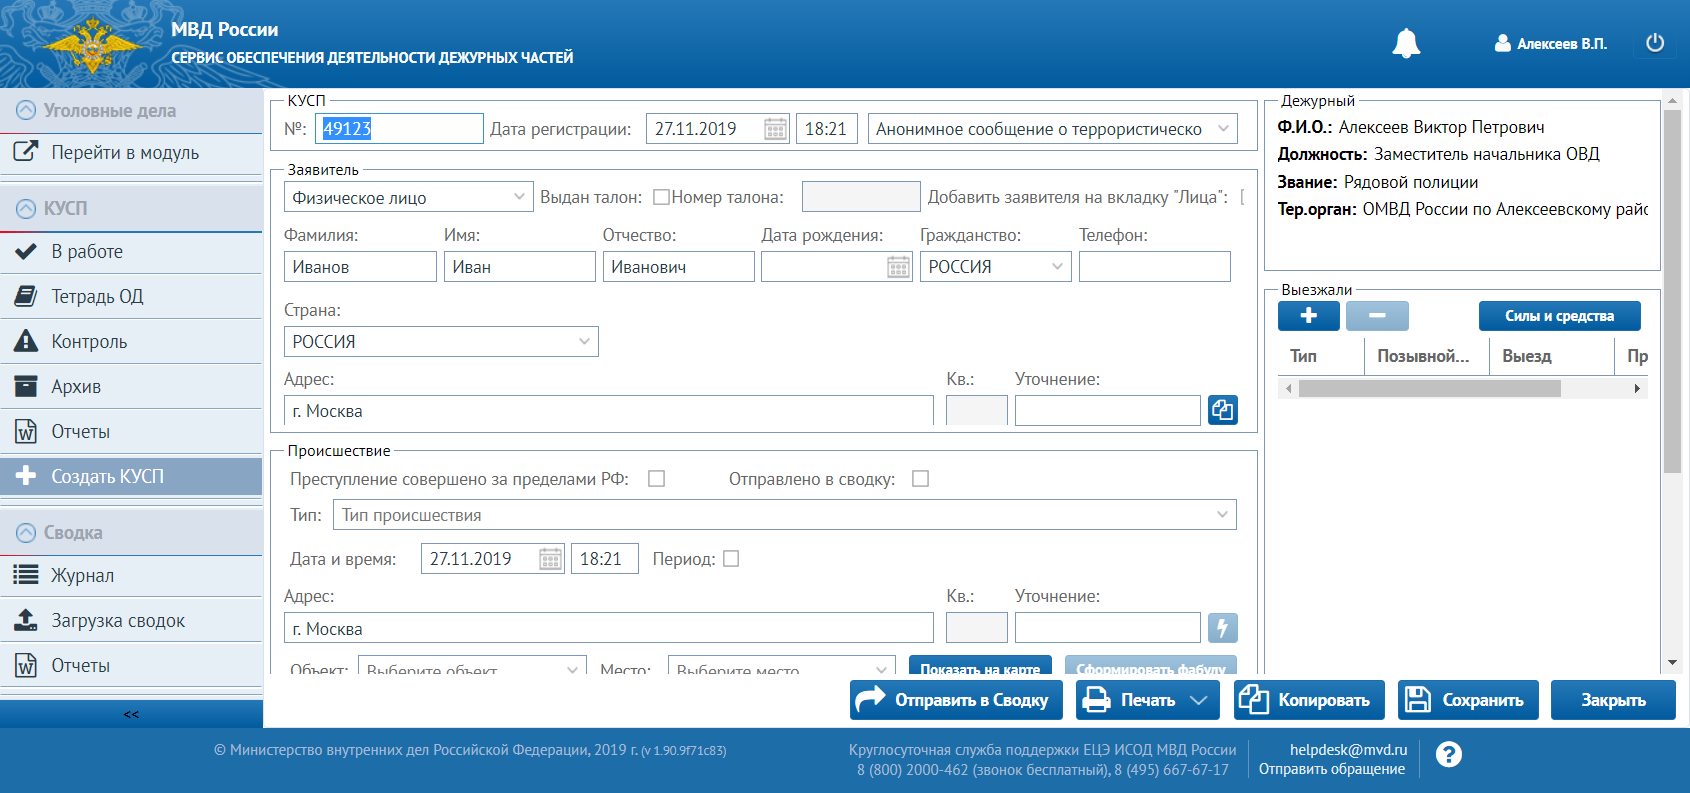 МВД России
СЕРВИС ОБЕСПЕЧЕНИЯ ДЕЯТЕЛЬНОСТИ ДЕЖУРНЫХ ЧАСТЕЙ
Алексеев В.П.
Уголовные дела
Перейти в модуль
КУСП
В работе
Тетрадь ОД
Контроль
Архив
Отчеты
Создать КУСП
Сводка
Журнал
Загрузка сводок
Отчеты
<<
КУСП
№: 49123 Дата регистрации: 27.11.2019 18:21 Анонимное сообщение о террористическо
Заявитель
Физическое лицо Выдан талон: Номер талона: Добавить заявителя на вкладку "Лица":
Фамилия: Имя: Отчество: Дата рождения: Гражданство: Телефон:
Иванов Иван Иванович РОССИЯ
Страна:
РОССИЯ
Адрес: Кв.: Уточнение:
г. Москва
Происшествие
Преступление совершено за пределами РФ: Отправлено в сводку:
Тип: Тип происшествия
Дата и время: 27.11.2019 18:21 Период:
Адрес: Кв.: Уточнение:
г. Москва
Объект: Выберите объект Место: Выберите место Показать на карте Сформировать фабулу
Дежурный
Ф.И.О.: Алексеев Виктор Петрович
Должность: Заместитель начальника ОВД
Звание: Рядовой полиции
Тер.орган: ОМВД России по Алексеевскому райо
Выезжали
Силы и средства
Тип Позывной... Выезд Пр
Отправить в Сводку Печать Копировать Сохранить Закрыть
© Министерство внутренних дел Российской Федерации, 2019 г. (v 1.90.9f71c83)
Круглосуточная служба поддержки ЕЦЭ ИСОД МВД России
8 (800) 2000-462 (звонок бесплатный), 8 (495) 667-67-17
helpdesk@mvd.ru
Отправить обращение
?